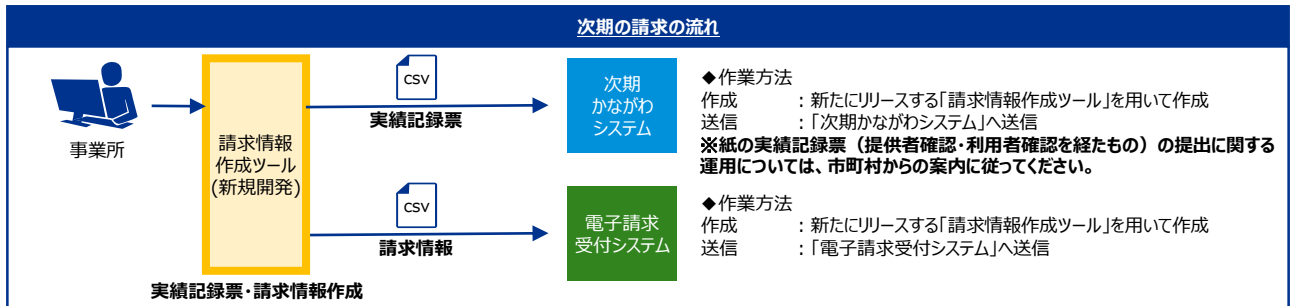 次期の請求の流れ
事業所
請求情報
作成ツール
(新規開発)
実績記録票・請求情報作成
CSV
実績記録票
CSV
請求情報
次期
かながわ
システム
電子請求
受付システム
◆作業方法
作成　　　：新たにリリースする「請求情報作成ツール」を用いて作成
送信　　　：「次期かながわシステム」へ送信
※紙の実績記録票（提供者確認・利用者確認を経たもの）の提出に関する
運用については、市町村からの案内に従ってください。
◆作業方法
作成　　　：新たにリリースする「請求情報作成ツール」を用いて作成
送信　　　：「電子請求受付システム」へ送信